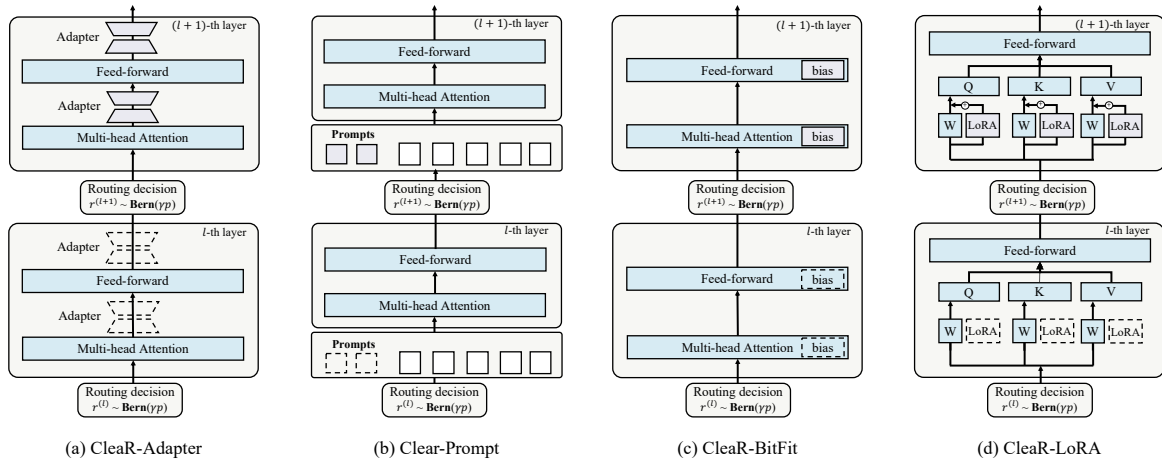 (l + 1)-th layer
Adapter
Feed-forward
Adapter
Multi-head Attention
Routing decision
r^(l+1) ~ Bern(γp)
l-th layer
Adapter
Feed-forward
Adapter
Multi-head Attention
Routing decision
r^(l) ~ Bern(γp)
(a) CleaR-Adapter
(l + 1)-th layer
Feed-forward
Multi-head Attention
Prompts
Routing decision
r^(l+1) ~ Bern(γp)
l-th layer
Feed-forward
Multi-head Attention
Prompts
Routing decision
r^(l) ~ Bern(γp)
(b) Clear-Prompt
(l + 1)-th layer
Feed-forward bias
Multi-head Attention bias
Routing decision
r^(l+1) ~ Bern(γp)
l-th layer
Feed-forward bias
Multi-head Attention bias
Routing decision
r^(l) ~ Bern(γp)
(c) CleaR-BitFit
(l + 1)-th layer
Feed-forward
Q K V
+ + +
W LoRA W LoRA W LoRA
Routing decision
r^(l+1) ~ Bern(γp)
l-th layer
Feed-forward
Q K V
W LoRA W LoRA W LoRA
Routing decision
r^(l) ~ Bern(γp)
(d) CleaR-LoRA